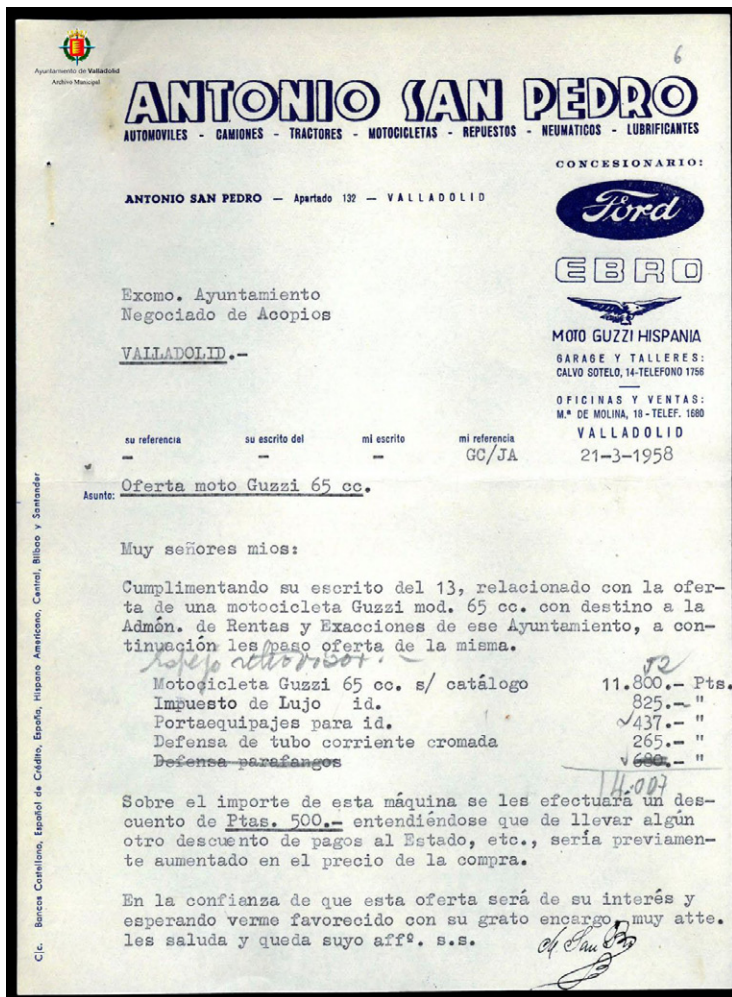 Ayuntamiento de Valladolid
Archivo Municipal
6
ANTONIO SAN PEDRO
AUTOMOVILES - CAMIONES - TRACTORES - MOTOCICLETAS - REPUESTOS - NEUMATICOS - LUBRIFICANTES
CONCESIONARIO:
ANTONIO SAN PEDRO — Apartado 132 — VALLADOLID
Ford
EBRO
MOTO GUZZI HISPANIA
GARAGE Y TALLERES:
CALVO SOTELO, 14-TELEFONO 1756
OFICINAS Y VENTAS:
M.ª DE MOLINA, 18 - TELEF. 1680
VALLADOLID
Excmo. Ayuntamiento
Negociado de Acopios
VALLADOLID.-
su referencia su escrito del mi escrito mi referencia
— — — GC/JA 21-3-1958
Asunto: Oferta moto Guzzi 65 cc.
Muy señores mios:
Cumplimentando su escrito del 13, relacionado con la ofer-
ta de una motocicleta Guzzi mod. 65 cc. con destino a la
Admón. de Rentas y Exacciones de ese Ayuntamiento, a con-
tinuación les paso oferta de la misma.
Espejo retrovisor. - 52
Motocicleta Guzzi 65 cc. s/ catálogo 11.800.- Pts.
Impuesto de Lujo id. 825.- "
Portaequipajes para id. 437.- "
Defensa de tubo corriente cromada 265.- "
Defensa parafangos 680.- "
14.007
Sobre el importe de esta máquina se les efectuará un des-
cuento de Ptas. 500.- entendiéndose que de llevar algún
otro descuento de pagos al Estado, etc., sería previamen-
te aumentado en el precio de la compra.
En la confianza de que esta oferta será de su interés y
esperando verme favorecido con su grato encargo, muy atte.
les saluda y queda suyo affº. s.s.
C/c. Bancos Castellano, Español de Crédito, España, Hispano Americano, Central, Bilbao y Santander